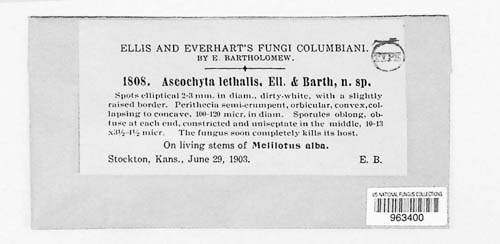 ELLIS AND EVERHART'S FUNGI COLUMBIANI.
BY E. BARTHOLOMEW.
TYPE
1808. Ascochyta lethalis, Ell. & Barth, n. sp.
Spots elliptical 2-3 mm. in diam., dirty-white, with a slightly
raised border. Perithecia semi-erumpent, orbicular, convex, col-
lapsing to concave, 100-120 micr. in diam. Sporules oblong, ob-
tuse at each end, constricted and uniseptate in the middle, 10-13
x3½-4½ micr. The fungus soon completely kills its host.
On living stems of Melilotus alba.
Stockton, Kans., June 29, 1903. E. B.
US NATIONAL FUNGUS COLLECTIONS
963400